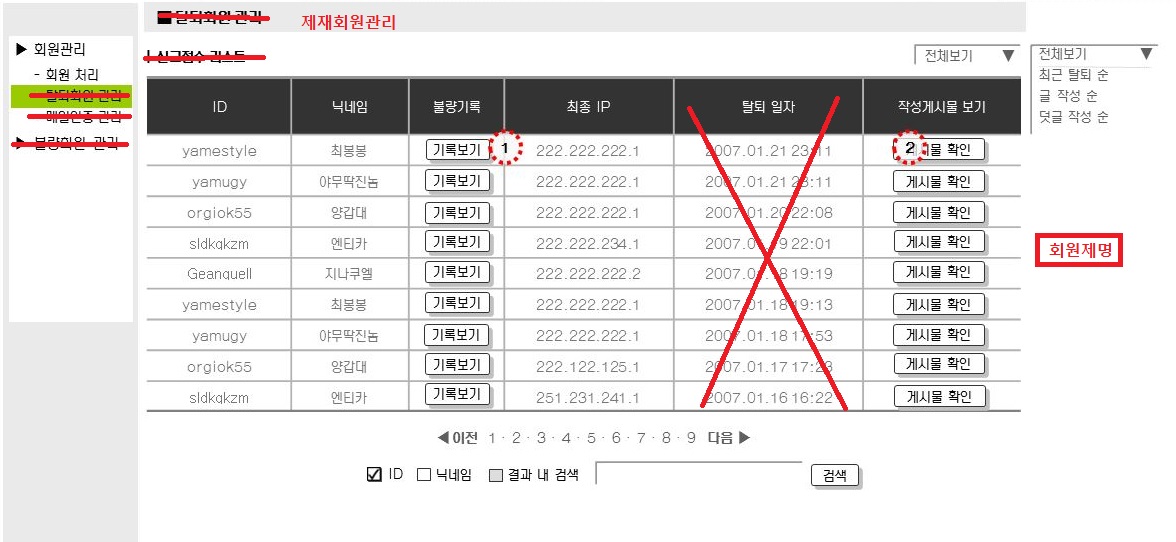 탈퇴회원 관리
제재회원관리
▶ 회원관리
- 회원 처리
탈퇴회원 관리
메일인증 관리
▶ 불량회원 관리
신고접수 리스트
전체보기 ▼
전체보기 ▼
최근 탈퇴 순
글 작성 순
덧글 작성 순
ID 닉네임 불량기록 최종 IP 탈퇴 일자 작성게시물 보기
yamestyle 최봉봉 기록보기 1 222.222.222.1 2007.01.21 23:11 2 게시물 확인
yamugy 야무딱진놈 기록보기 222.222.222.1 2007.01.21 23:11 게시물 확인
orgiok55 양갑대 기록보기 222.222.222.1 2007.01.20 22:08 게시물 확인
sldkgkzm 엔티카 기록보기 222.222.234.1 2007.01.19 22:01 게시물 확인
회원제명
Geanguell 지나쿠엘 기록보기 222.222.222.2 2007.01.18 19:19 게시물 확인
yamestyle 최봉봉 기록보기 222.222.222.1 2007.01.18 19:13 게시물 확인
yamugy 야무딱진놈 기록보기 222.222.222.1 2007.01.18 17:53 게시물 확인
orgiok55 양갑대 기록보기 222.122.125.1 2007.01.17 17:23 게시물 확인
sldkgkzm 엔티카 기록보기 251.231.241.1 2007.01.16 16:22 게시물 확인
◀이전 1 · 2 · 3 · 4 · 5 · 6 · 7 · 8 · 9 다음 ▶
ID 닉네임 결과 내 검색 검색